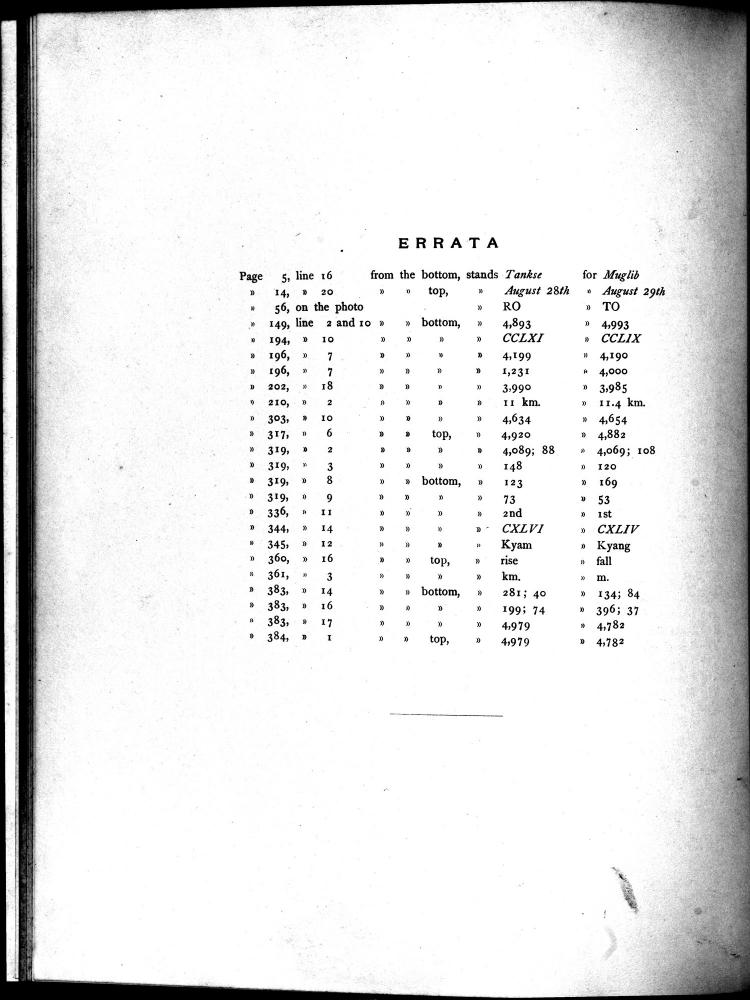 ERRATA
Page 5, line 16 from the bottom, stands Tankse for Muglib
» 14, » 20 » » top, » August 28th » August 29th
» 56, on the photo » RO » TO
» 149, line 2 and 10 » » bottom, » 4,893 » 4,993
» 194, » 10 » » » » CCLXI » CCLIX
» 196, » 7 » » » » 4,199 » 4,190
» 196, » 7 » » » » 1,231 » 4,000
» 202, » 18 » » » » 3,990 » 3,985
» 210, » 2 » » » » 11 km. » 11.4 km.
» 303, » 10 » » » » 4,634 » 4,654
» 317, » 6 » » top, » 4,920 » 4,882
» 319, » 2 » » » » 4,089; 88 » 4,069; 108
» 319, » 3 » » » » 148 » 120
» 319, » 8 » » bottom, » 123 » 169
» 319, » 9 » » » » 73 » 53
» 336, » 11 » » » » 2nd » 1st
» 344, » 14 » » » » CXLVI » CXLIV
» 345, » 12 » » » » Kyam » Kyang
» 360, » 16 » » top, » rise » fall
» 361, » 3 » » » » km. » m.
» 383, » 14 » » bottom, » 281; 40 » 134; 84
» 383, » 16 » » » » 199; 74 » 396; 37
» 383, » 17 » » » » 4,979 » 4,782
» 384, » 1 » » top, » 4,979 » 4,782